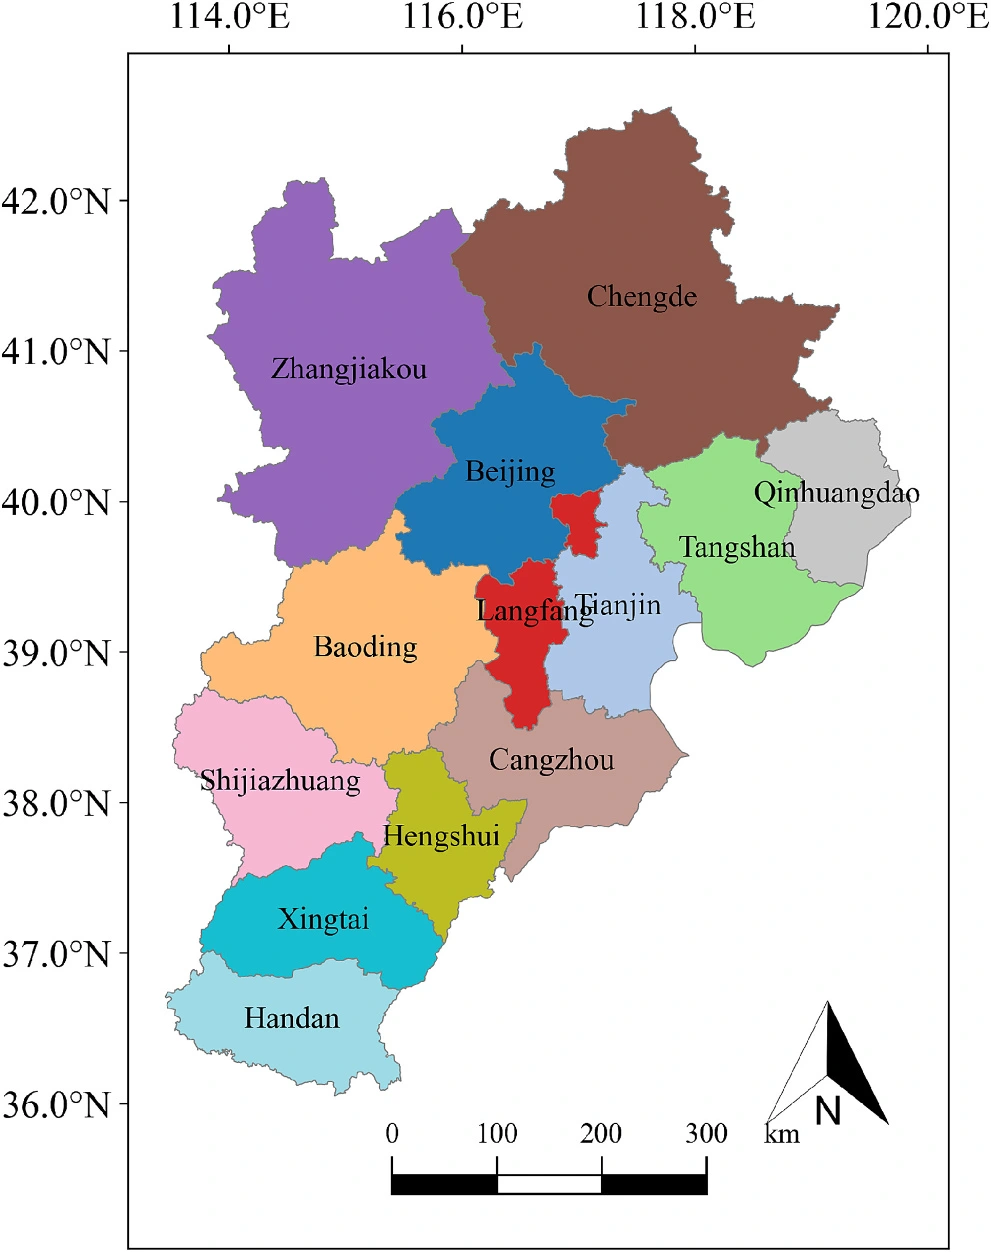 114.0°E 116.0°E 118.0°E 120.0°E
42.0°N
Chengde
41.0°N
Zhangjiakou
Beijing
40.0°N
Qinhuangdao
Tangshan
Langfang
Tianjin
39.0°N
Baoding
Cangzhou
Shijiazhuang
38.0°N
Hengshui
Xingtai
37.0°N
Handan
36.0°N
N
0 100 200 300 km